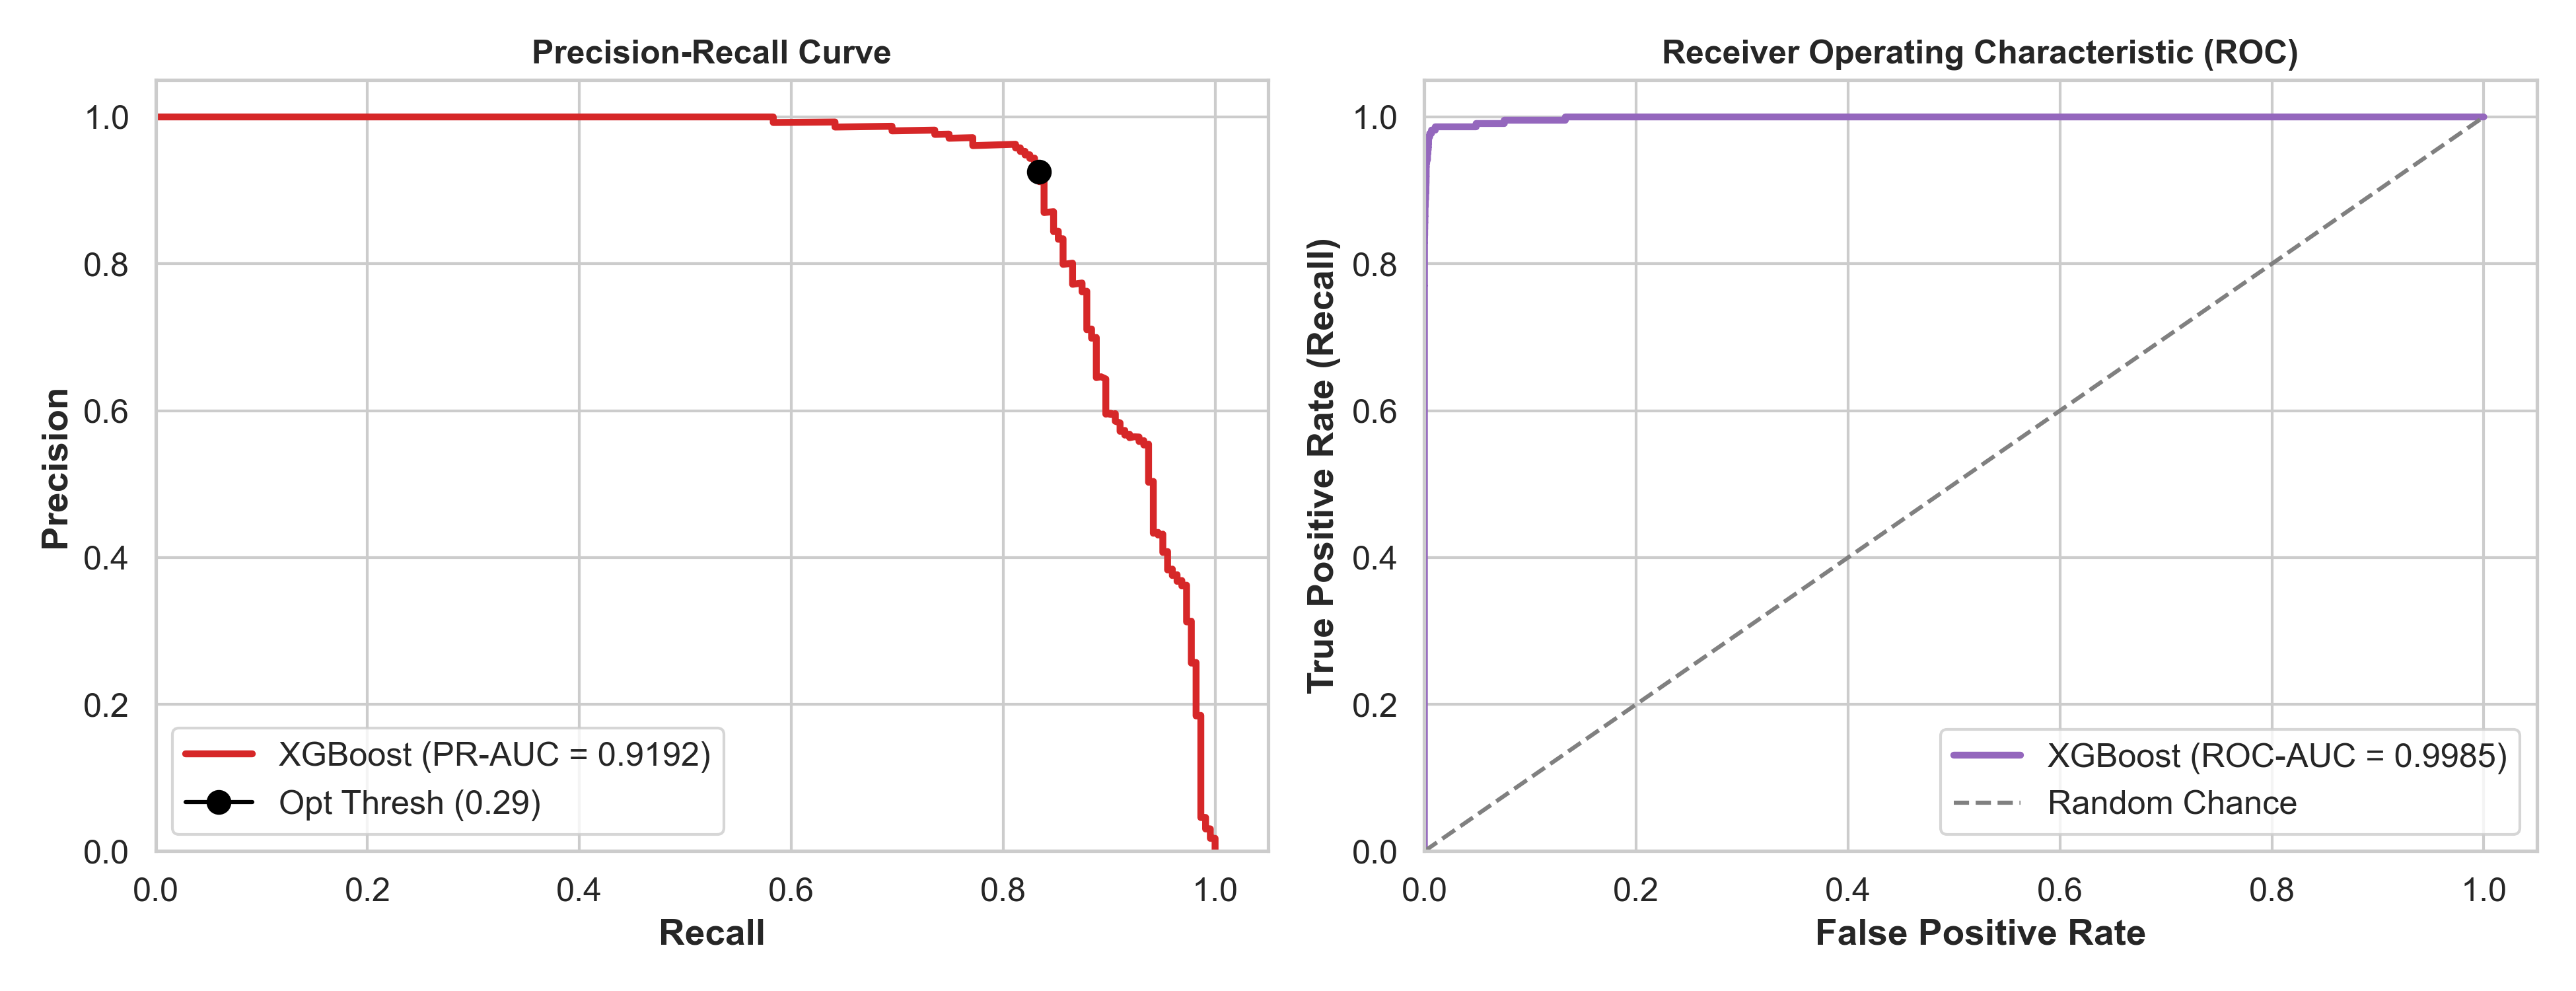 Precision-Recall Curve
1.0
0.8
0.6
0.4
0.2
0.0
Precision
XGBoost (PR-AUC = 0.9192)
Opt Thresh (0.29)
0.0 0.2 0.4 0.6 0.8 1.0
Recall
Receiver Operating Characteristic (ROC)
1.0
0.8
0.6
0.4
0.2
0.0
True Positive Rate (Recall)
XGBoost (ROC-AUC = 0.9985)
Random Chance
0.0 0.2 0.4 0.6 0.8 1.0
False Positive Rate